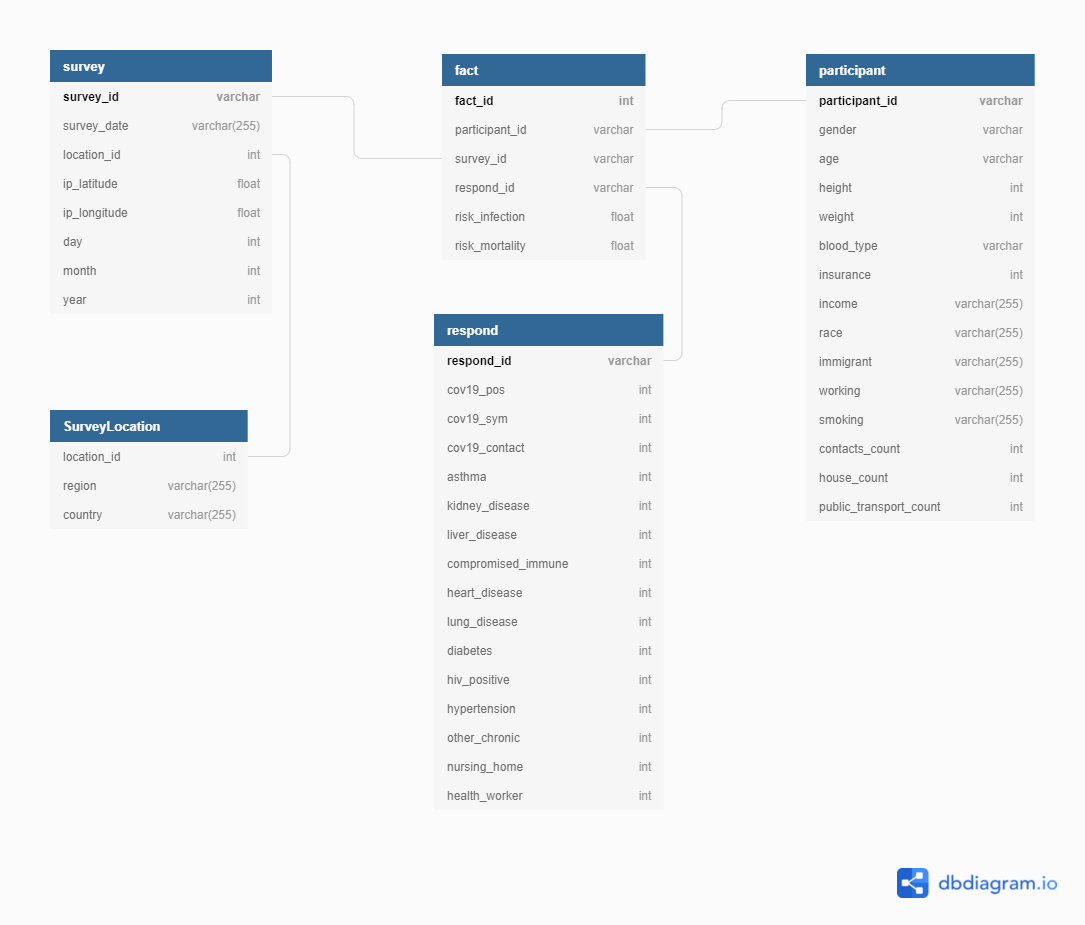 survey
survey_id varchar
survey_date varchar(255)
location_id int
ip_latitude float
ip_longitude float
day int
month int
year int
fact
fact_id int
participant_id varchar
survey_id varchar
respond_id varchar
risk_infection float
risk_mortality float
participant
participant_id varchar
gender varchar
age varchar
height int
weight int
blood_type varchar
insurance int
income varchar(255)
race varchar(255)
immigrant varchar(255)
working varchar(255)
smoking varchar(255)
contacts_count int
house_count int
public_transport_count int
SurveyLocation
location_id int
region varchar(255)
country varchar(255)
respond
respond_id varchar
cov19_pos int
cov19_sym int
cov19_contact int
asthma int
kidney_disease int
liver_disease int
compromised_immune int
heart_disease int
lung_disease int
diabetes int
hiv_positive int
hypertension int
other_chronic int
nursing_home int
health_worker int
dbdiagram.io